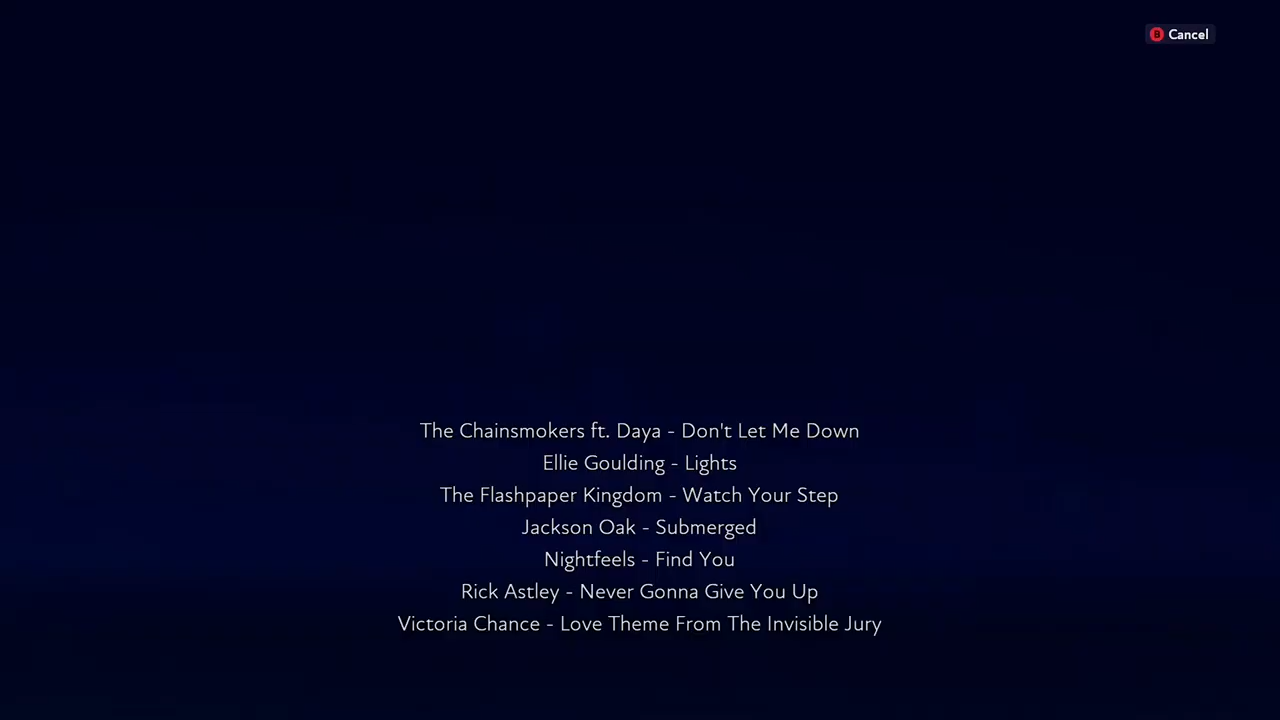 B Cancel
The Chainsmokers ft. Daya - Don't Let Me Down
Ellie Goulding - Lights
The Flashpaper Kingdom - Watch Your Step
Jackson Oak - Submerged
Nightfeels - Find You
Rick Astley - Never Gonna Give You Up
Victoria Chance - Love Theme From The Invisible Jury